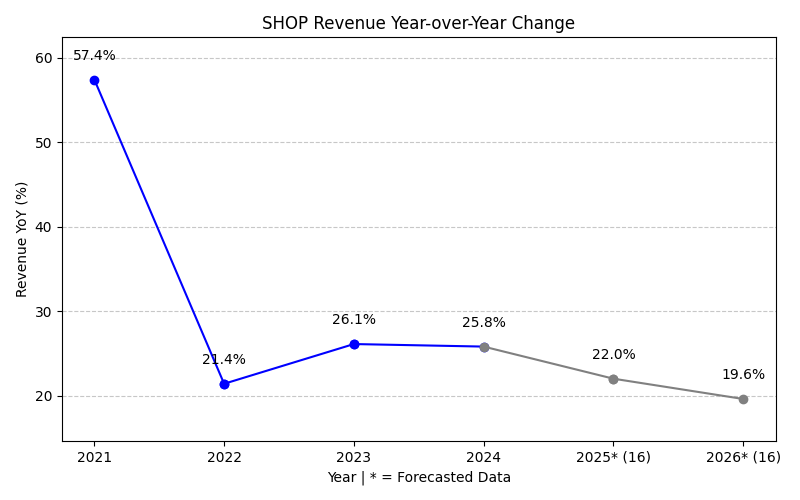 SHOP Revenue Year-over-Year Change
57.4%
21.4%
26.1%
25.8%
22.0%
19.6%
Revenue YoY (%)
60
50
40
30
20
2021 2022 2023 2024 2025* (16) 2026* (16)
Year | * = Forecasted Data